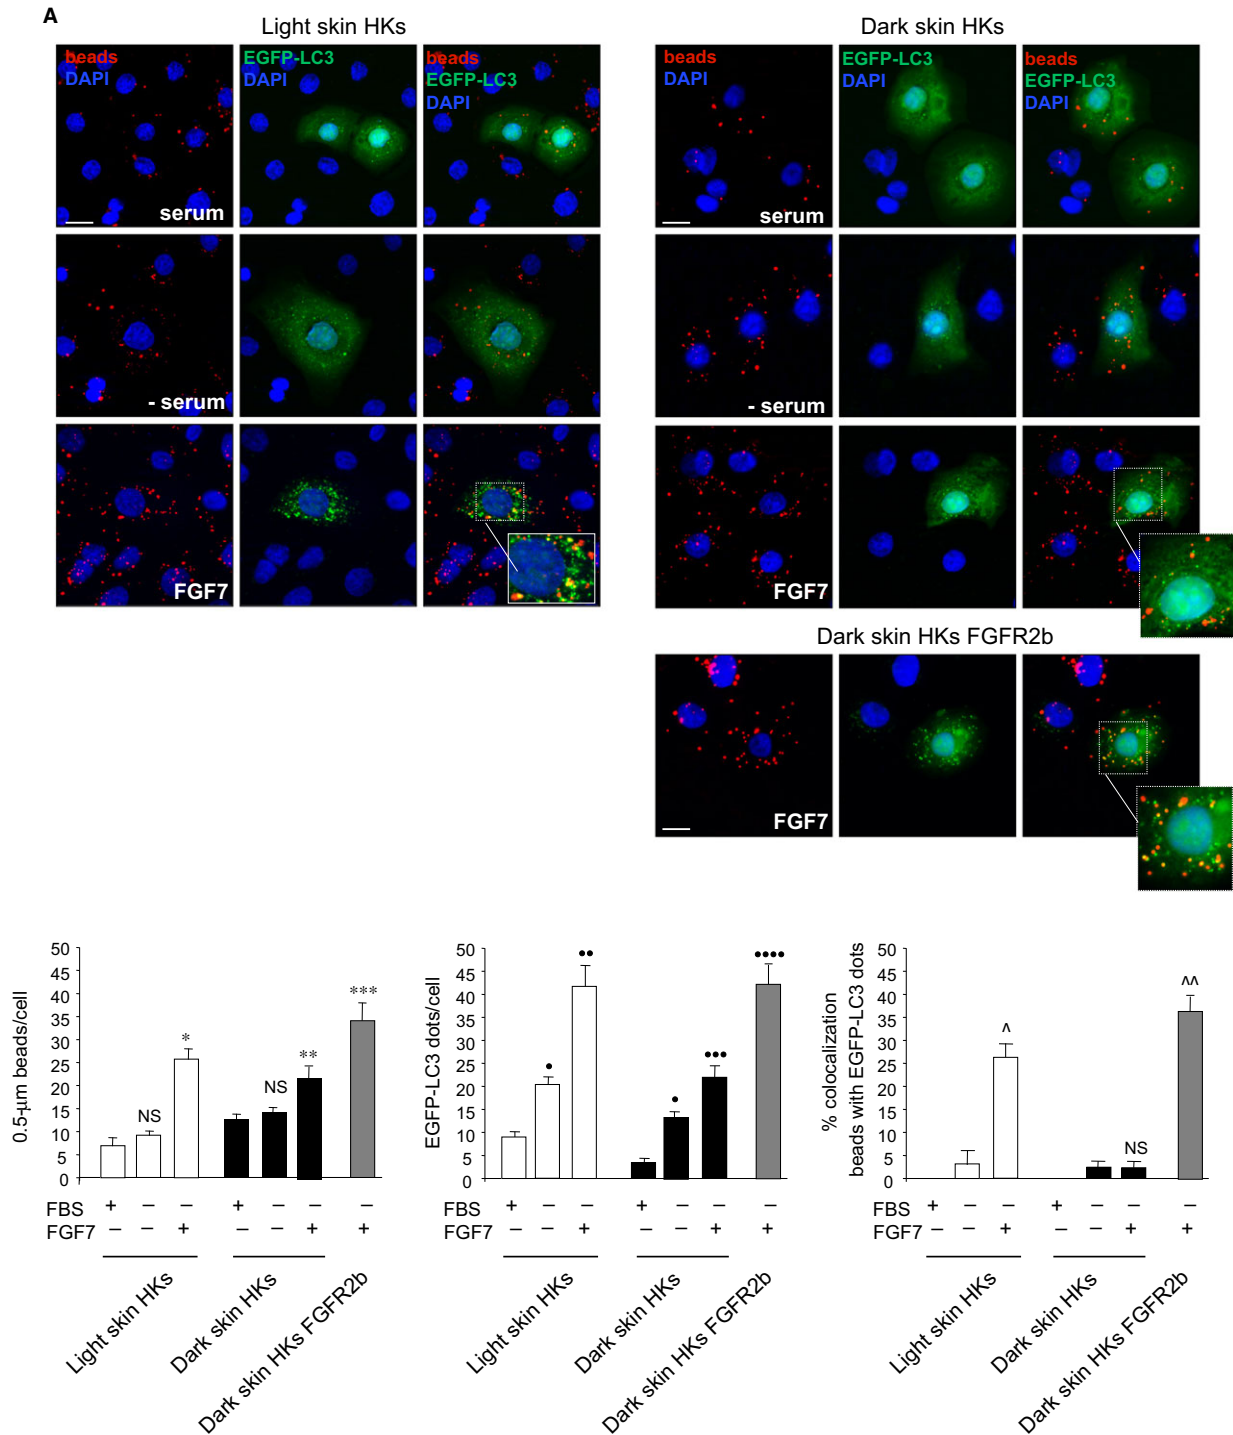 A
Light skin HKs
Dark skin HKs
beads
DAPI
EGFP-LC3
DAPI
beads
EGFP-LC3
DAPI
serum
beads
DAPI
EGFP-LC3
DAPI
beads
EGFP-LC3
DAPI
serum
- serum
- serum
FGF7
FGF7
Dark skin HKs FGFR2b
FGF7
0.5-μm beads/cell
50
45
40
35
30
25
20
15
10
5
0
NS
*
NS
**
***
FBS + – – + – – –
FGF7 – – + – – + +
Light skin HKs
Dark skin HKs
Dark skin HKs FGFR2b
EGFP-LC3 dots/cell
50
45
40
35
30
25
20
15
10
5
0
•
••
•
•••
••••
+ – – + – – –
– – + – – + +
Light skin HKs
Dark skin HKs
Dark skin HKs FGFR2b
% colocalization
beads with EGFP-LC3 dots
50
45
40
35
30
25
20
15
10
5
0
^
NS
^^
FBS + – – + – – –
FGF7 – – + – – + +
Light skin HKs
Dark skin HKs
Dark skin HKs FGFR2b